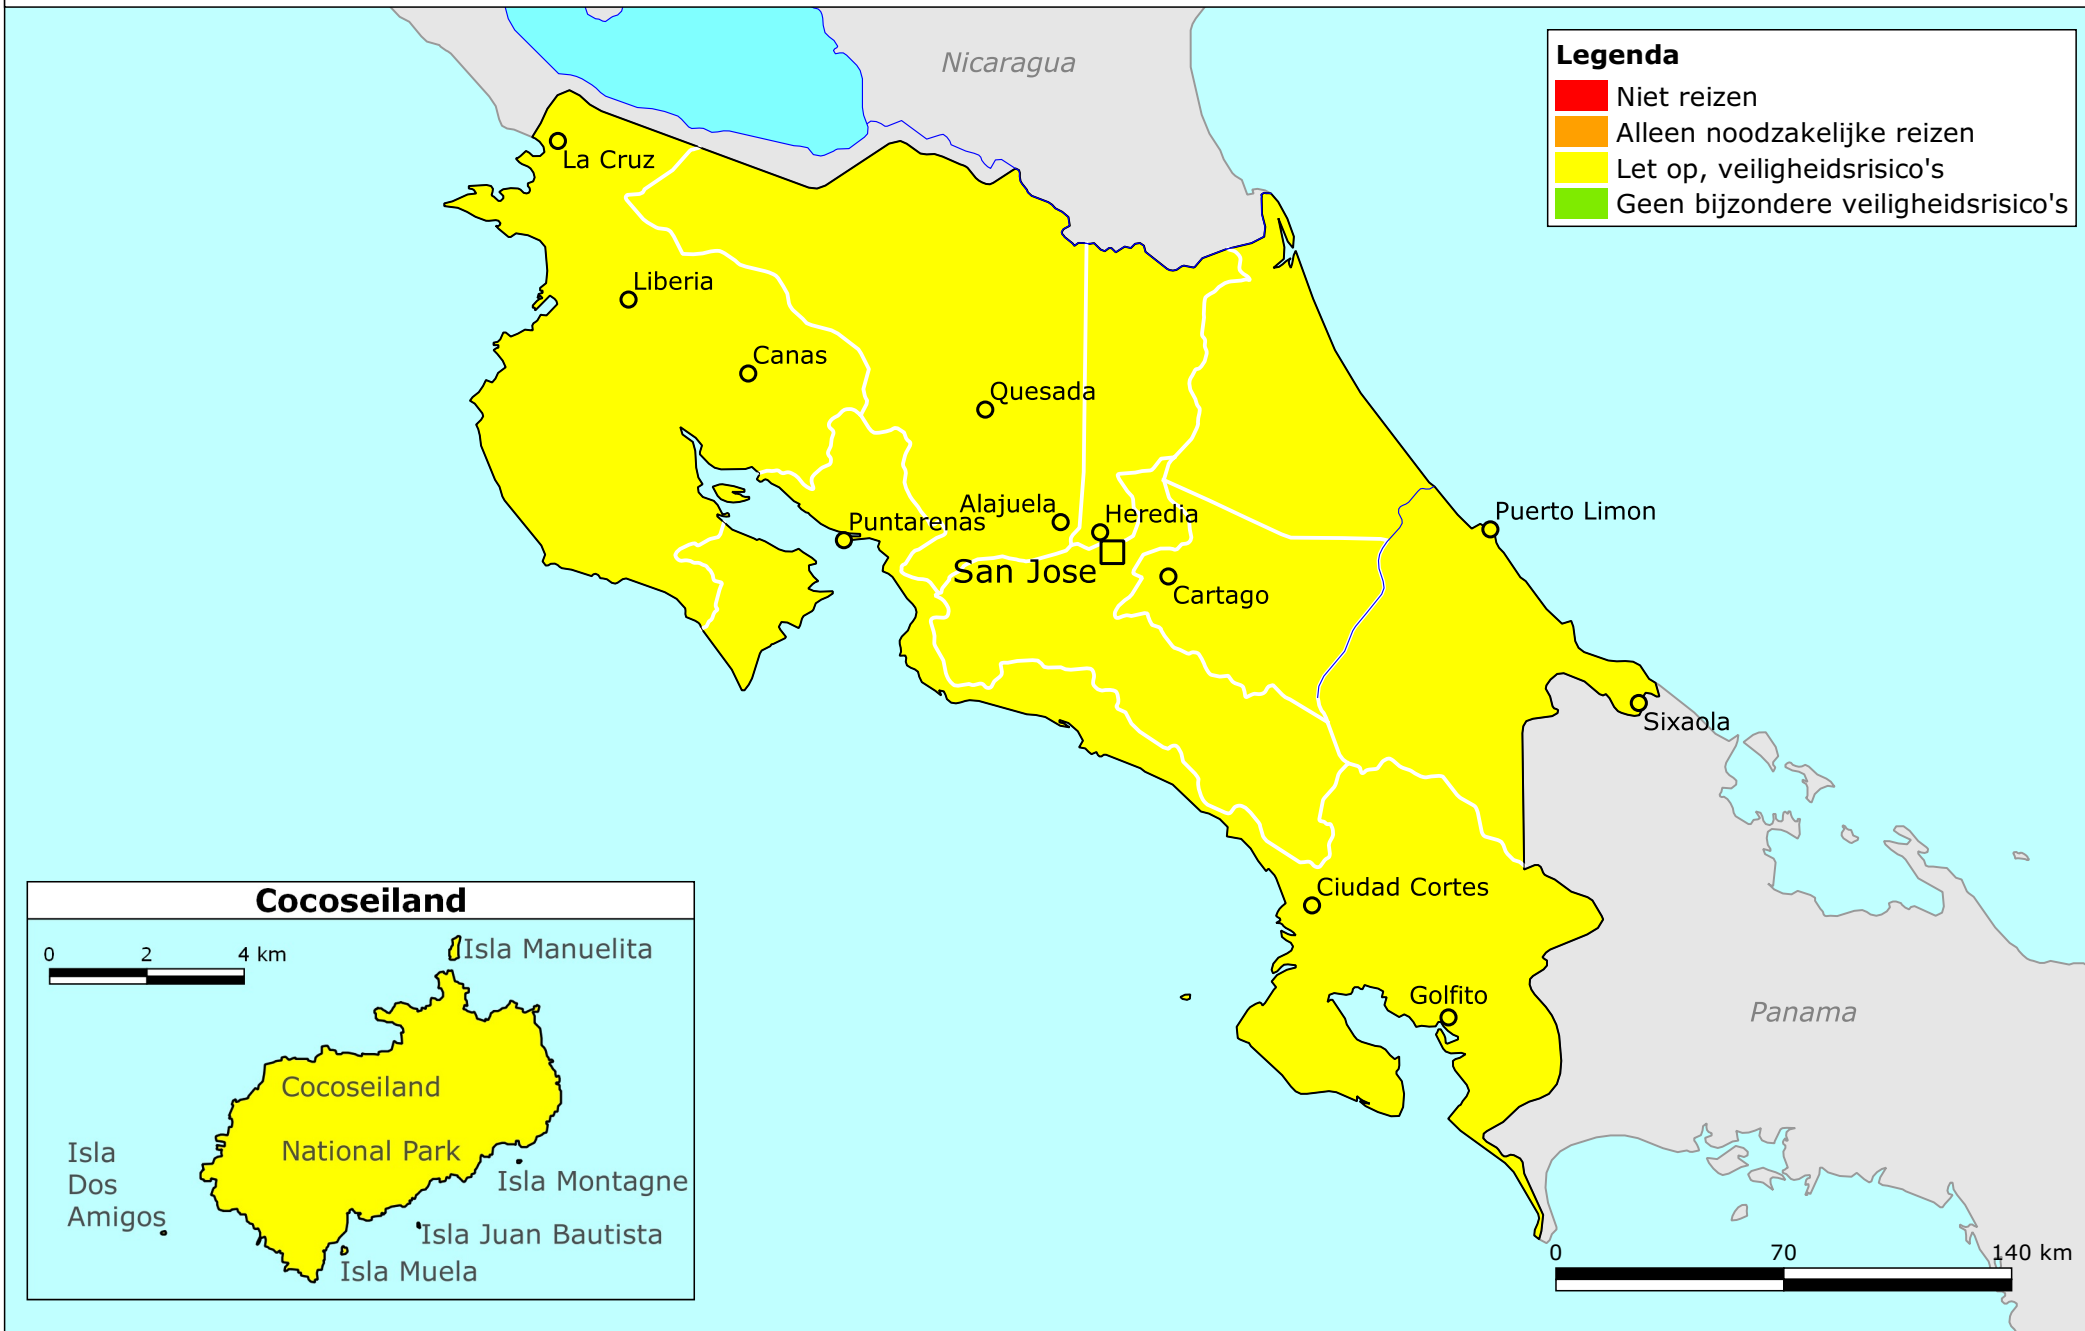 Nicaragua
Legenda
Niet reizen
Alleen noodzakelijke reizen
Let op, veiligheidsrisico's
Geen bijzondere veiligheidsrisico's
La Cruz
Liberia
Canas
Quesada
Alajuela
Heredia
Puntarenas
Puerto Limon
San Jose
Cartago
Sixaola
Ciudad Cortes
Golfito
Panama
Cocoseiland
0 2 4 km
Isla Manuelita
Cocoseiland
National Park
Isla
Dos
Amigos
Isla Montagne
Isla Juan Bautista
Isla Muela
0 70 140 km